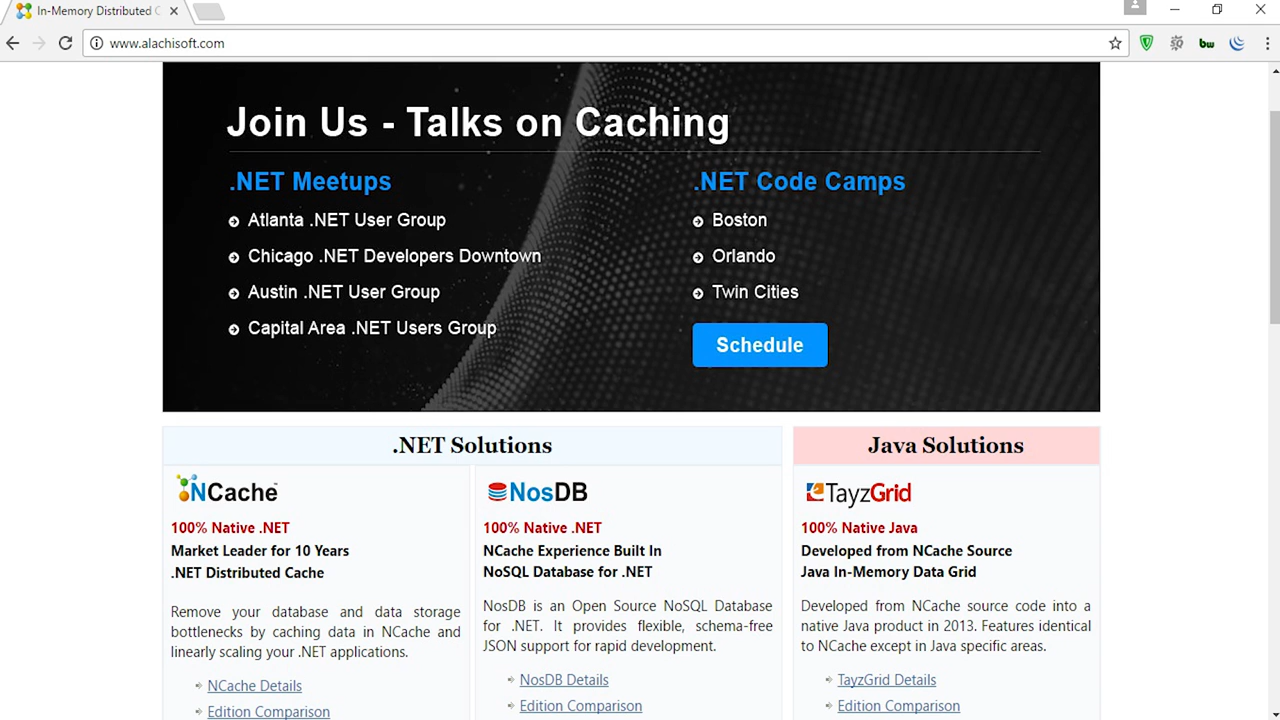 In-Memory Distributed C
www.alachisoft.com
bw
Join Us - Talks on Caching
.NET Meetups
Atlanta .NET User Group
Chicago .NET Developers Downtown
Austin .NET User Group
Capital Area .NET Users Group
.NET Code Camps
Boston
Orlando
Twin Cities
Schedule
.NET Solutions
NCache
100% Native .NET
Market Leader for 10 Years
.NET Distributed Cache
Remove your database and data storage
bottlenecks by caching data in NCache and
linearly scaling your .NET applications.
NCache Details
Edition Comparison
NosDB
100% Native .NET
NCache Experience Built In
NoSQL Database for .NET
NosDB is an Open Source NoSQL Database
for .NET. It provides flexible, schema-free
JSON support for rapid development.
NosDB Details
Edition Comparison
Java Solutions
TayzGrid
100% Native Java
Developed from NCache Source
Java In-Memory Data Grid
Developed from NCache source code into a
native Java product in 2013. Features identical
to NCache except in Java specific areas.
TayzGrid Details
Edition Comparison